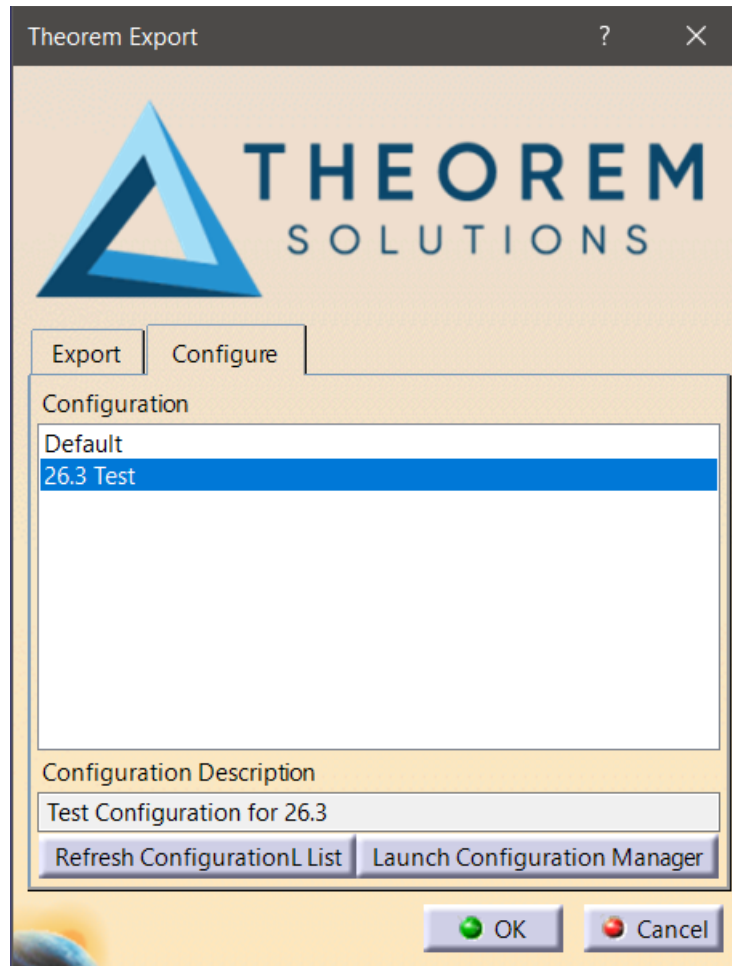 Theorem Export ? ×
THEOREM
SOLUTIONS
Export Configure
Configuration
Default
26.3 Test
Configuration Description
Test Configuration for 26.3
Refresh ConfigurationL List Launch Configuration Manager
OK Cancel